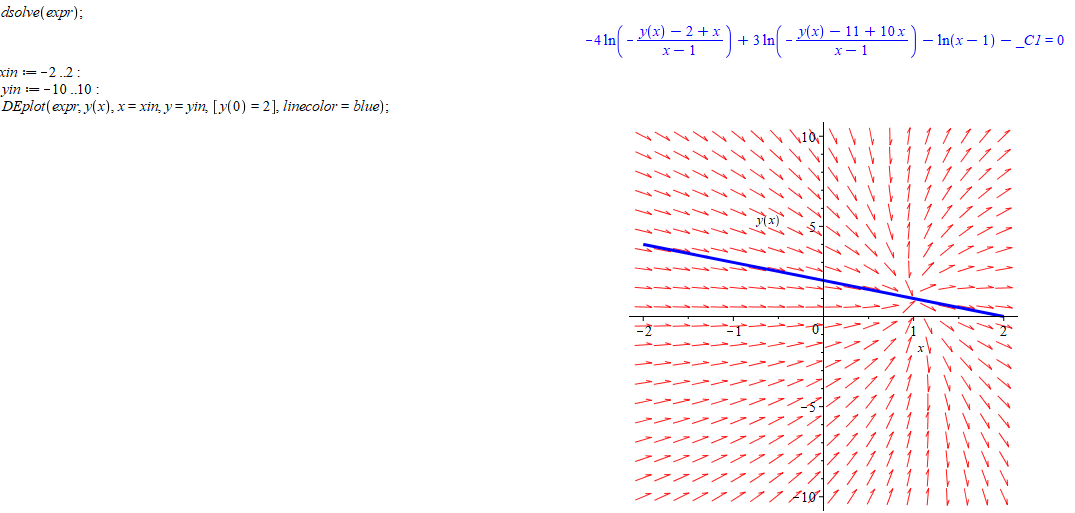 dsolve(expr);
-4 ln(- (y(x) - 2 + x)/(x - 1)) + 3 ln(- (y(x) - 11 + 10 x)/(x - 1)) - ln(x - 1) - _C1 = 0
xin := -2 ..2 :
yin := -10 ..10 :
DEplot(expr, y(x), x = xin, y = yin, [y(0) = 2], linecolor = blue);
10
y(x)
5
-2 -1 0 1 2
x
-5
-10